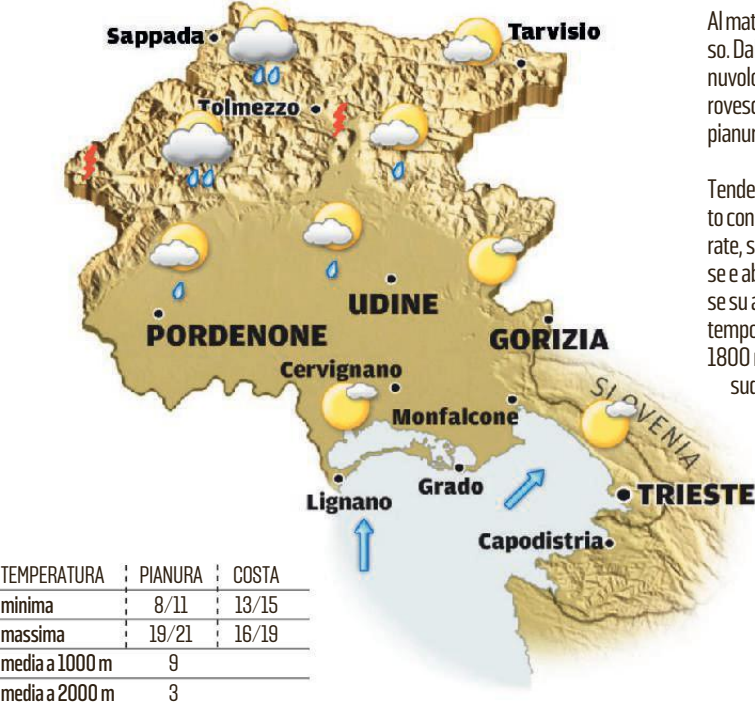 Sappada
Tarvisio
Tolmezzo
UDINE
PORDENONE
GORIZIA
Cervignano
Monfalcone
SLOVENIA
Grado
Lignano
TRIESTE
Capodistria
TEMPERATURA PIANURA COSTA
minima 8/11 13/15
massima 19/21 16/19
media a 1000 m 9
media a 2000 m 3
Al mat
so. Da
nuvolo
rovesc
pianur
Tende
to con
rate, s
se e ab
se su a
tempo
1800
suc